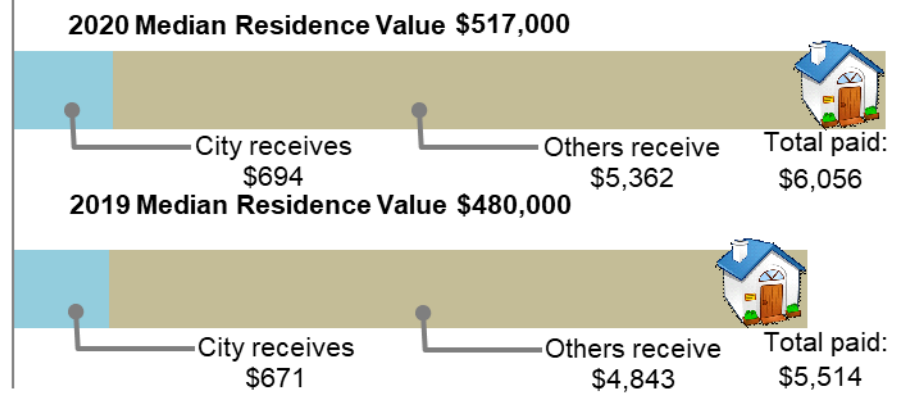 2020 Median Residence Value $517,000
City receives
$694
Others receive
$5,362
Total paid:
$6,056
2019 Median Residence Value $480,000
City receives
$671
Others receive
$4,843
Total paid:
$5,514